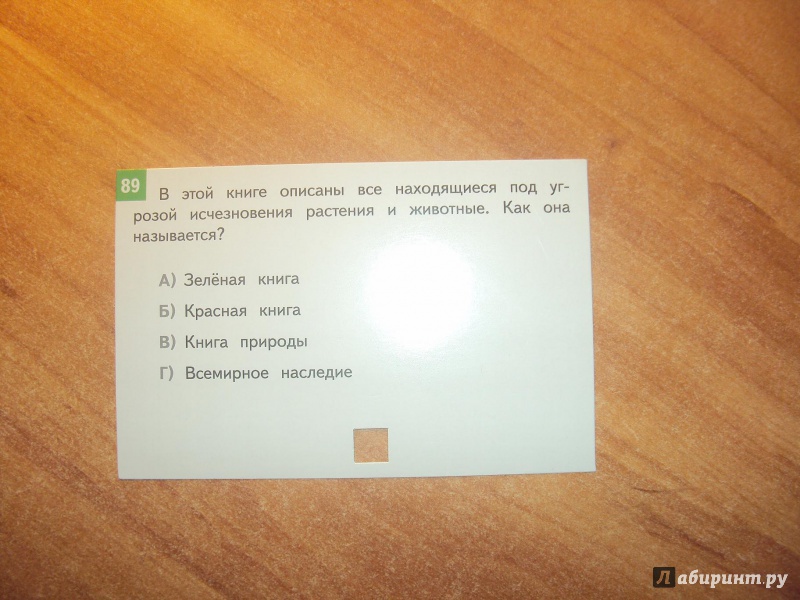 89
В этой книге описаны все находящиеся под уг-
розой исчезновения растения и животные. Как она
называется?
А) Зелёная книга
Б) Красная книга
В) Книга природы
Г) Всемирное наследие
Лабиринт.ру